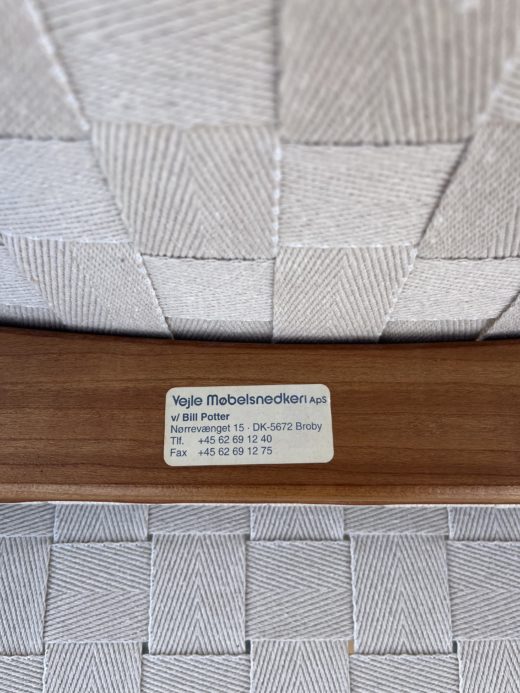 Vejle Møbelsnedkeri ApS
v/ Bill Potter
Nørrevænget 15 · DK-5672 Broby
Tlf. +45 62 69 12 40
Fax +45 62 69 12 75